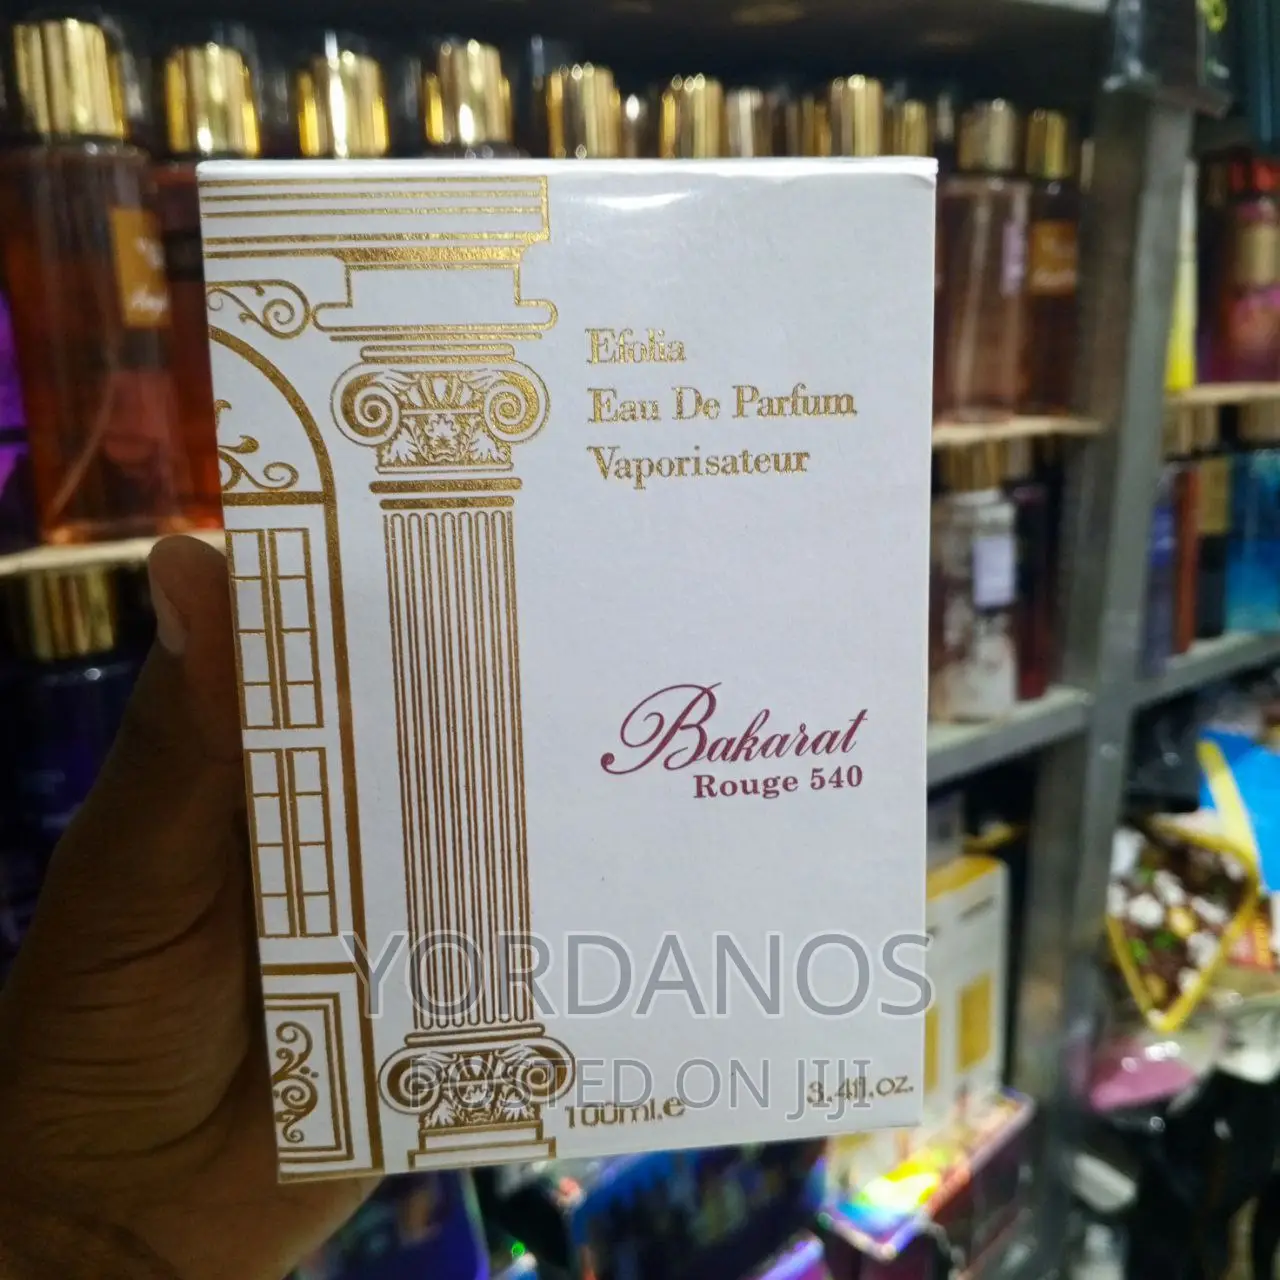 Efolia
Eau De Parfum
Vaporisateur
Bakarat
Rouge 540
YORDANOS
POSTED ON JIJI
100ml.e
3.4fl.oz.